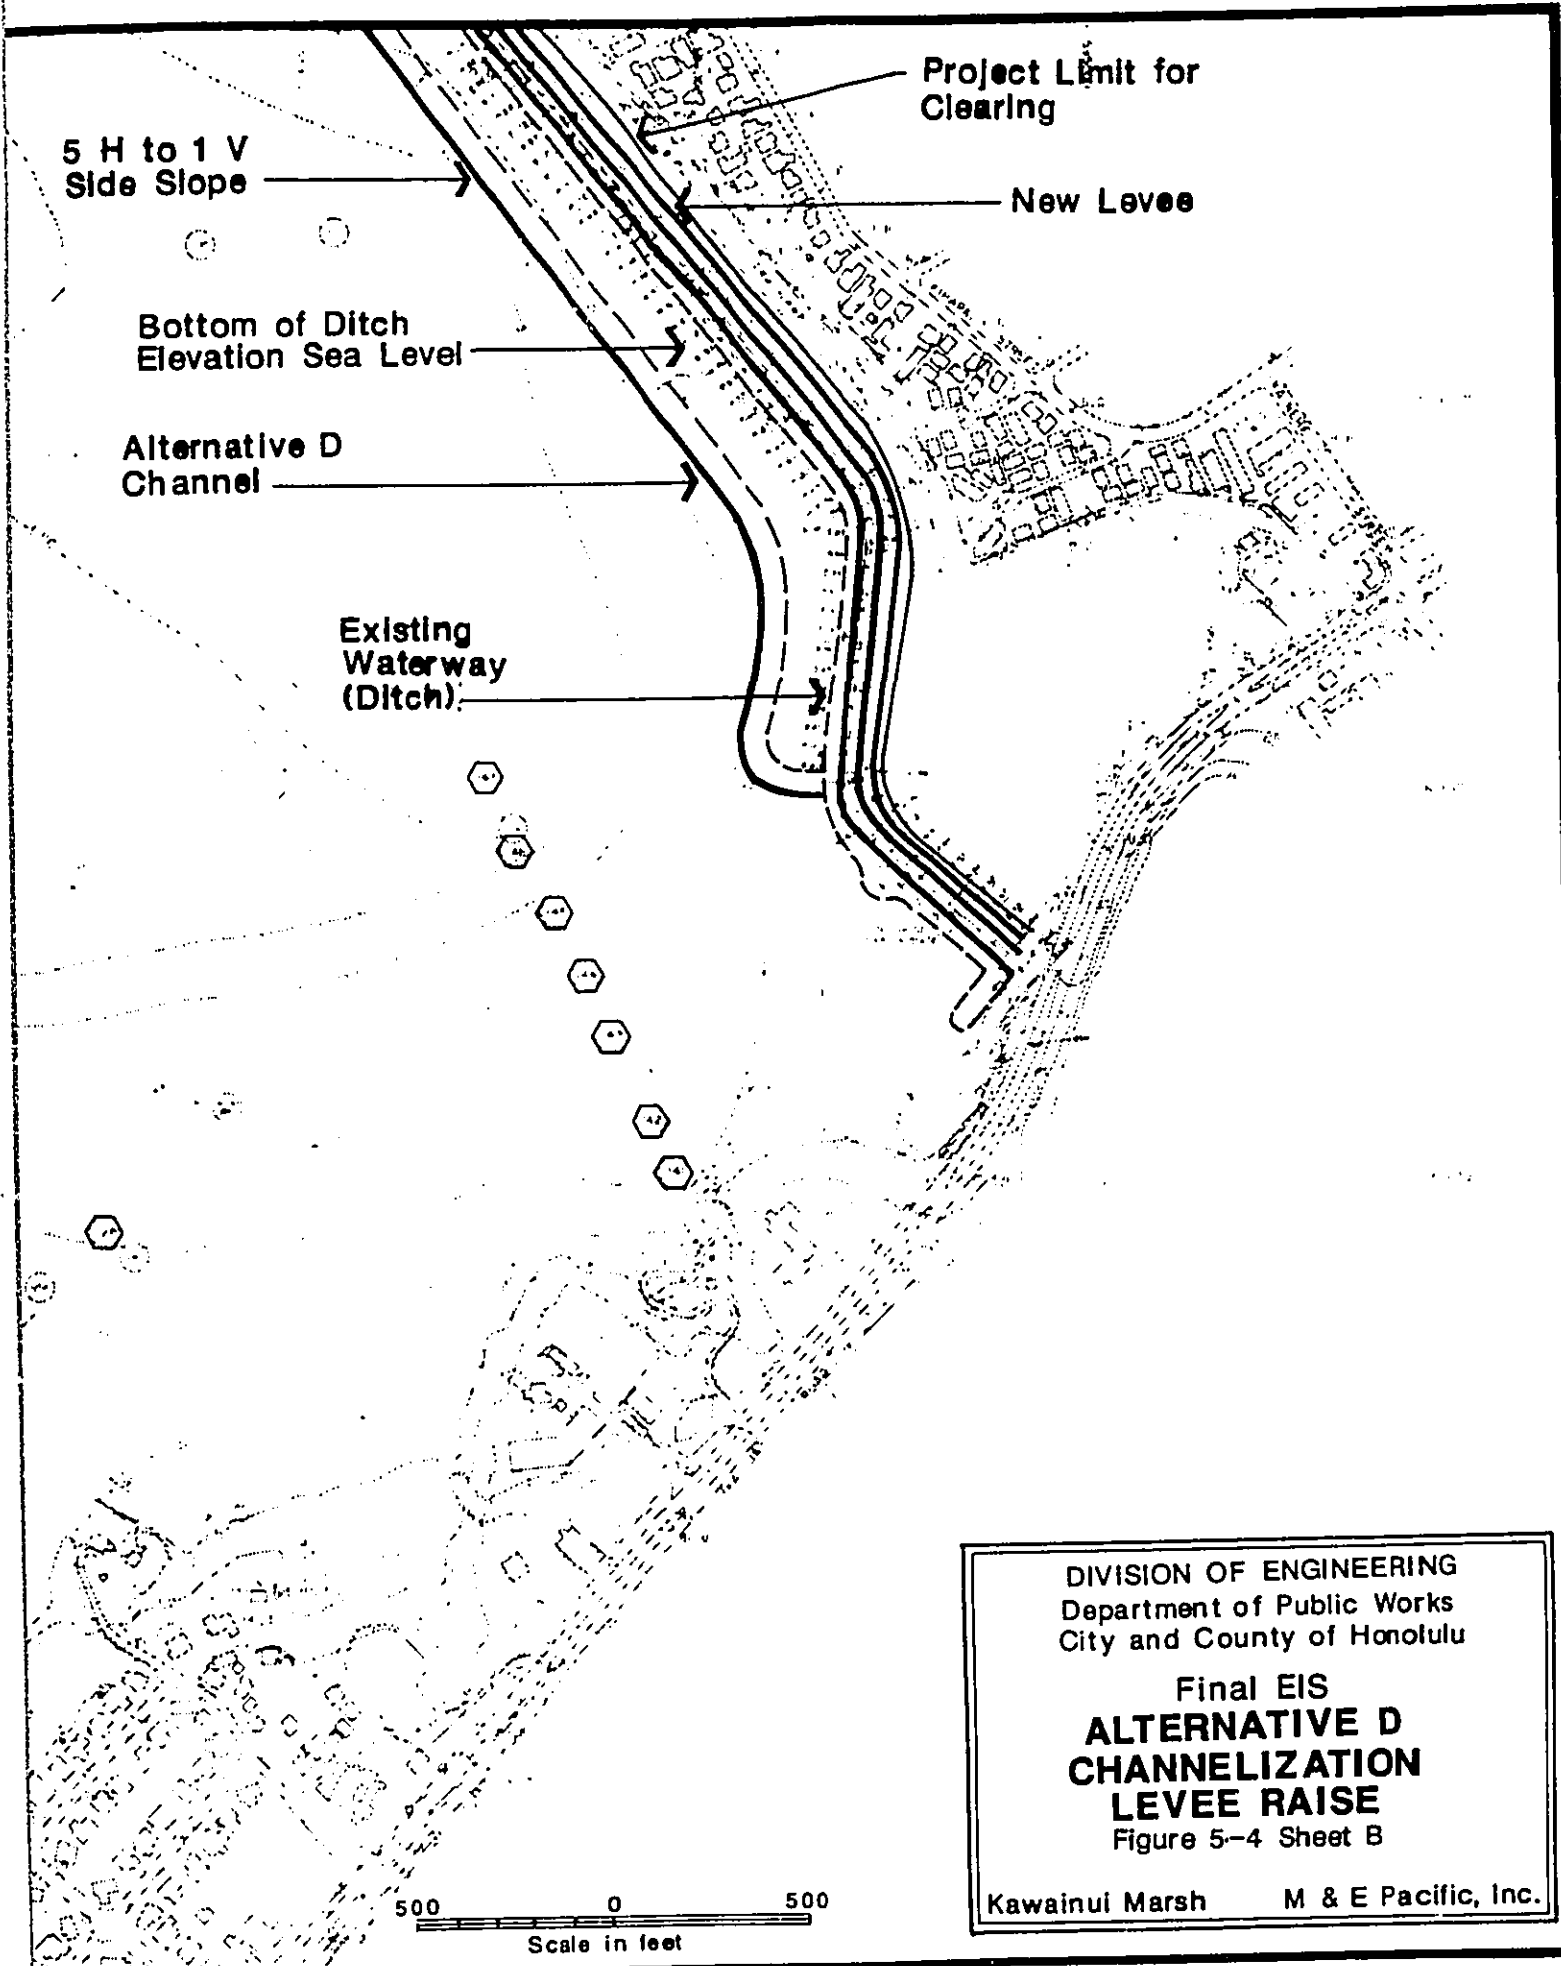 Project Limit for
Clearing
5 H to 1 V
Side Slope
New Levee
Bottom of Ditch
Elevation Sea Level
Alternative D
Channel
Existing
Waterway
(Ditch)
DIVISION OF ENGINEERING
Department of Public Works
City and County of Honolulu
Final EIS
ALTERNATIVE D
CHANNELIZATION
LEVEE RAISE
Figure 5-4 Sheet B
Kawainui Marsh M & E Pacific, Inc.
500 0 500
Scale in feet